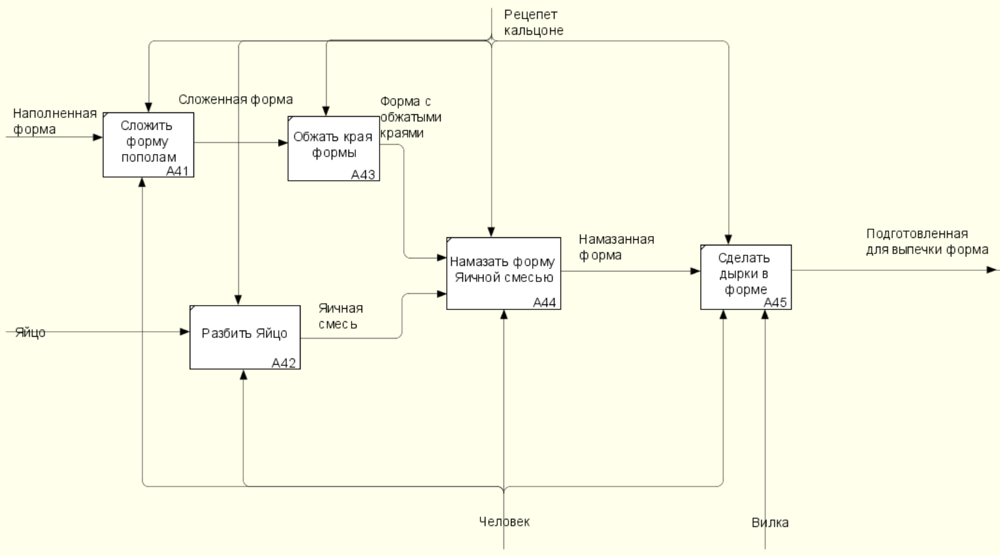 Рецепет
кальцоне
Сложенная форма
Форма с
обжатыми
краями
Наполненная
форма
Сложить
форму
пополам
A41
Обжать края
формы
A43
Намазать форму
Яичной смесью
A44
Намазанная
форма
Сделать
дырки в
форме
A45
Подготовленная
для выпечки форма
Яйцо
Разбить Яйцо
A42
Яичная
смесь
Человек
Вилка